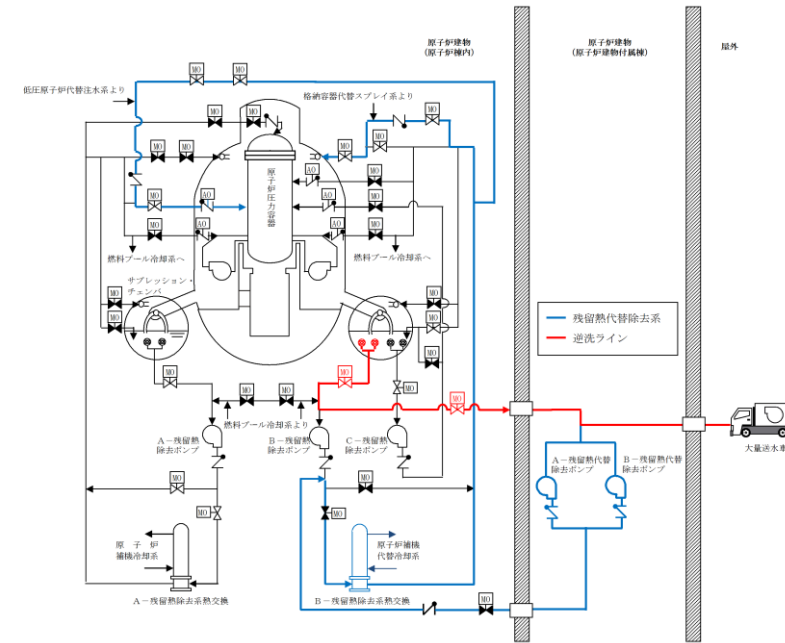 原子炉建物
(原子炉棟内)
原子炉建物
(原子炉建物付属棟)
屋外
MO
MO
低圧原子炉代替注水系より
格納容器代替スプレイ系より
MO
MO
MO
MO
MO
MO
MO
原子炉圧力容器
AO
MO
MO
AO
AO
MO
MO
AO
AO
MO
燃料プール冷却系へ
燃料プール冷却系へ
サプレッション・
チェンバ
MO
MO
MO
MO
MO
残留熱代替除去系
逆洗ライン
MO
MO
MO
MO
MO
MO
燃料プール冷却系より
A-残留熱
除去ポンプ
B-残留熱
除去ポンプ
C-残留熱
除去ポンプ
大量送水車
A-残留熱代替
除去ポンプ
B-残留熱代替
除去ポンプ
MO
MO
MO
MO
原子炉
補機冷却系
原子炉補機
代替冷却系
A-残留熱除去系熱交換
B-残留熱除去系熱交換
MO